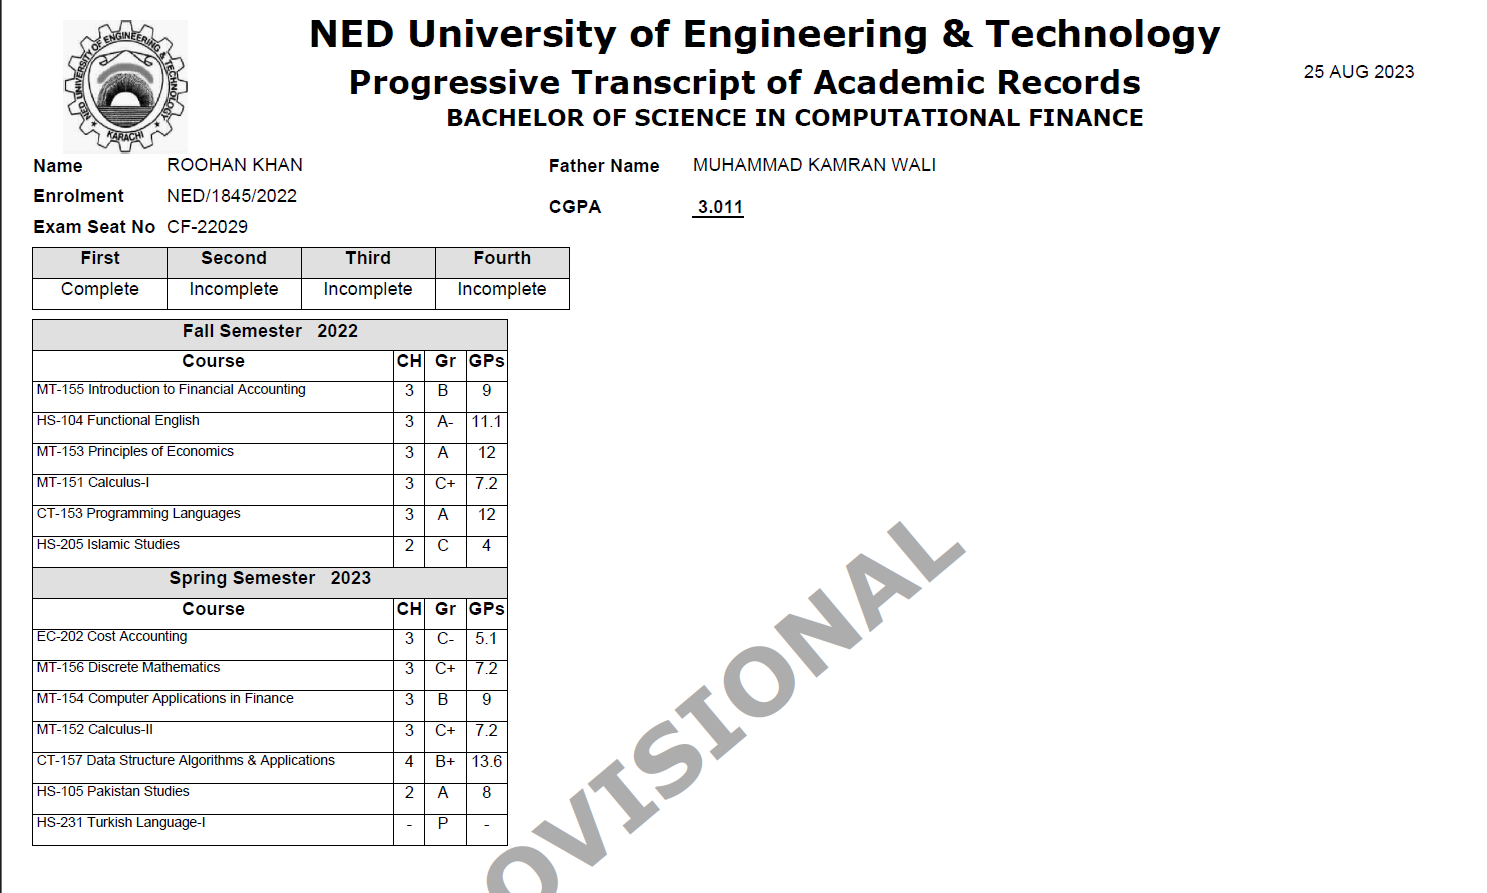 NED University of Engineering & Technology
Progressive Transcript of Academic Records
25 AUG 2023
BACHELOR OF SCIENCE IN COMPUTATIONAL FINANCE
NED UNIVERSITY OF ENGINEERING & TECHNOLOGY
KARACHI
Name ROOHAN KHAN Father Name MUHAMMAD KAMRAN WALI
Enrolment NED/1845/2022
CGPA 3.011
Exam Seat No CF-22029
First Second Third Fourth
Complete Incomplete Incomplete Incomplete
Fall Semester 2022
Course CH Gr GPs
MT-155 Introduction to Financial Accounting 3 B 9
HS-104 Functional English 3 A- 11.1
MT-153 Principles of Economics 3 A 12
MT-151 Calculus-I 3 C+ 7.2
CT-153 Programming Languages 3 A 12
HS-205 Islamic Studies 2 C 4
Spring Semester 2023
Course CH Gr GPs
EC-202 Cost Accounting 3 C- 5.1
MT-156 Discrete Mathematics 3 C+ 7.2
MT-154 Computer Applications in Finance 3 B 9
MT-152 Calculus-II 3 C+ 7.2
CT-157 Data Structure Algorithms & Applications 4 B+ 13.6
HS-105 Pakistan Studies 2 A 8
HS-231 Turkish Language-I - P -
OVISIONAL